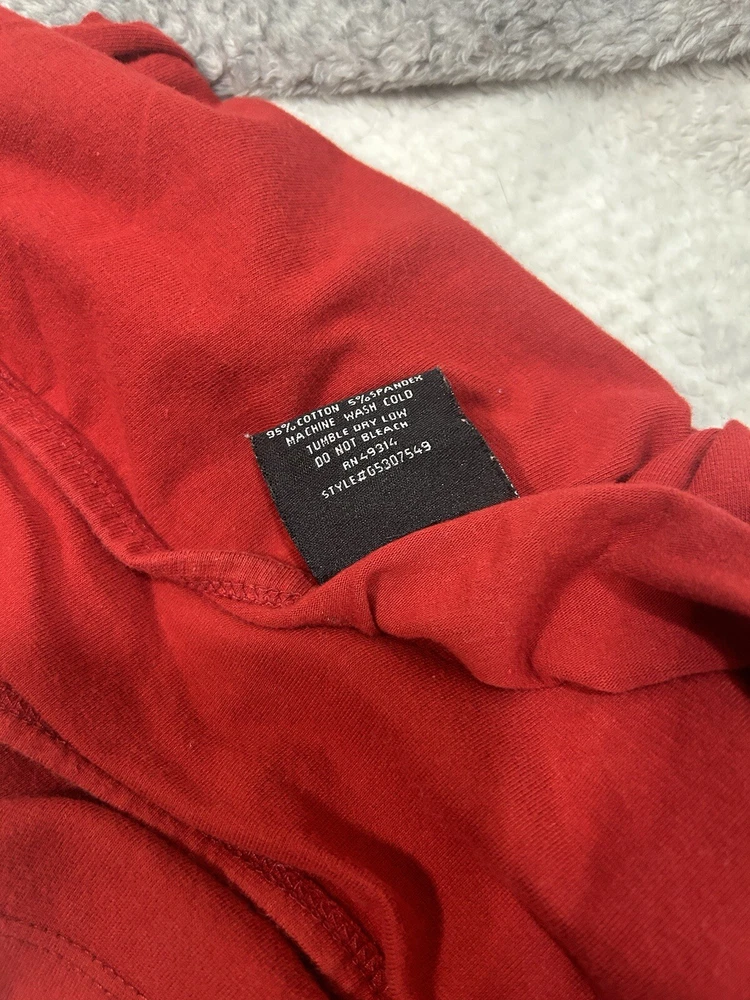 95% COTTON 5% SPANDEX
MACHINE WASH COLD
TUMBLE DRY LOW
DO NOT BLEACH
RN 49314
STYLE#G5307549